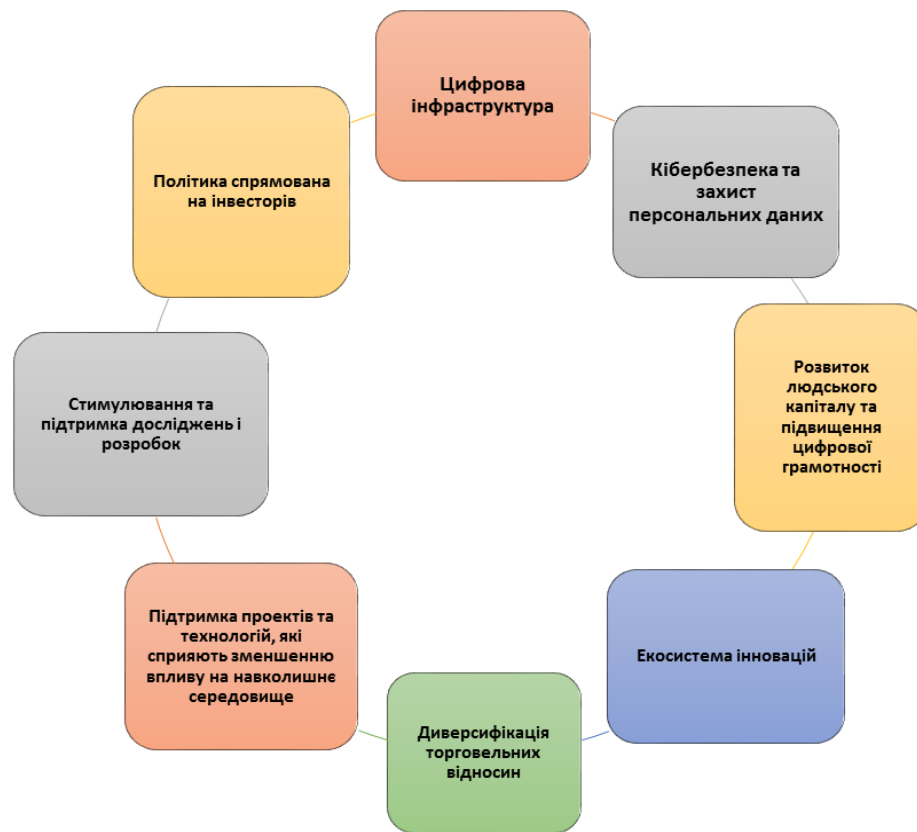 Цифрова
інфраструктура
Кібербезпека та
захист
персональних даних
Розвиток
людського
капіталу та
підвищення
цифрової
грамотності
Екосистема інновацій
Диверсифікація
торговельних
відносин
Підтримка проектів та
технологій, які
сприяють зменшенню
впливу на навколишнє
середовище
Стимулювання та
підтримка досліджень і
розробок
Політика спрямована
на інвесторів